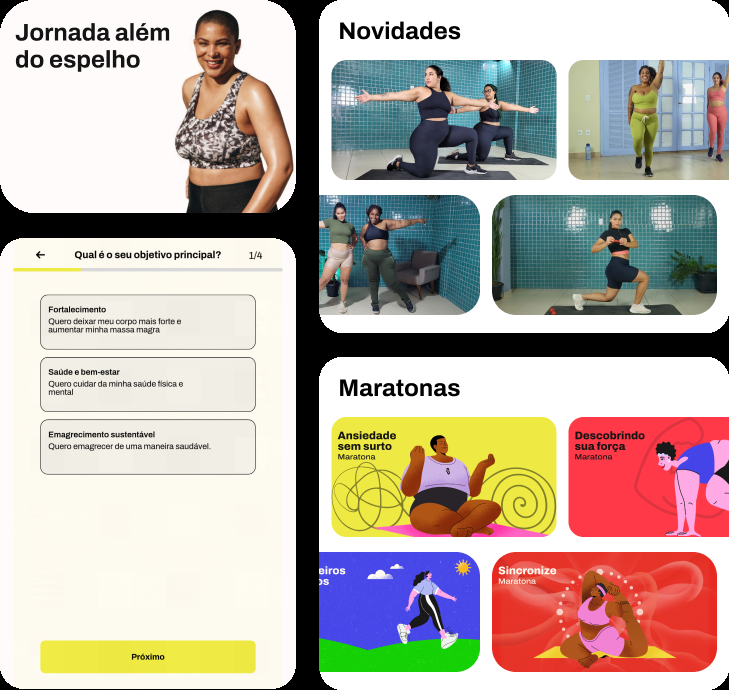 Jornada além
do espelho
Qual é o seu objetivo principal?
1/4
Fortalecimento
Quero deixar meu corpo mais forte e
aumentar minha massa magra
Saúde e bem-estar
Quero cuidar da minha saúde física e
mental
Emagrecimento sustentável
Quero emagrecer de uma maneira saudável.
Próximo
Novidades
Maratonas
Ansiedade
sem surto
Maratona
Descobrindo
sua força
Maratona
eiros
os
Sincronize
Maratona